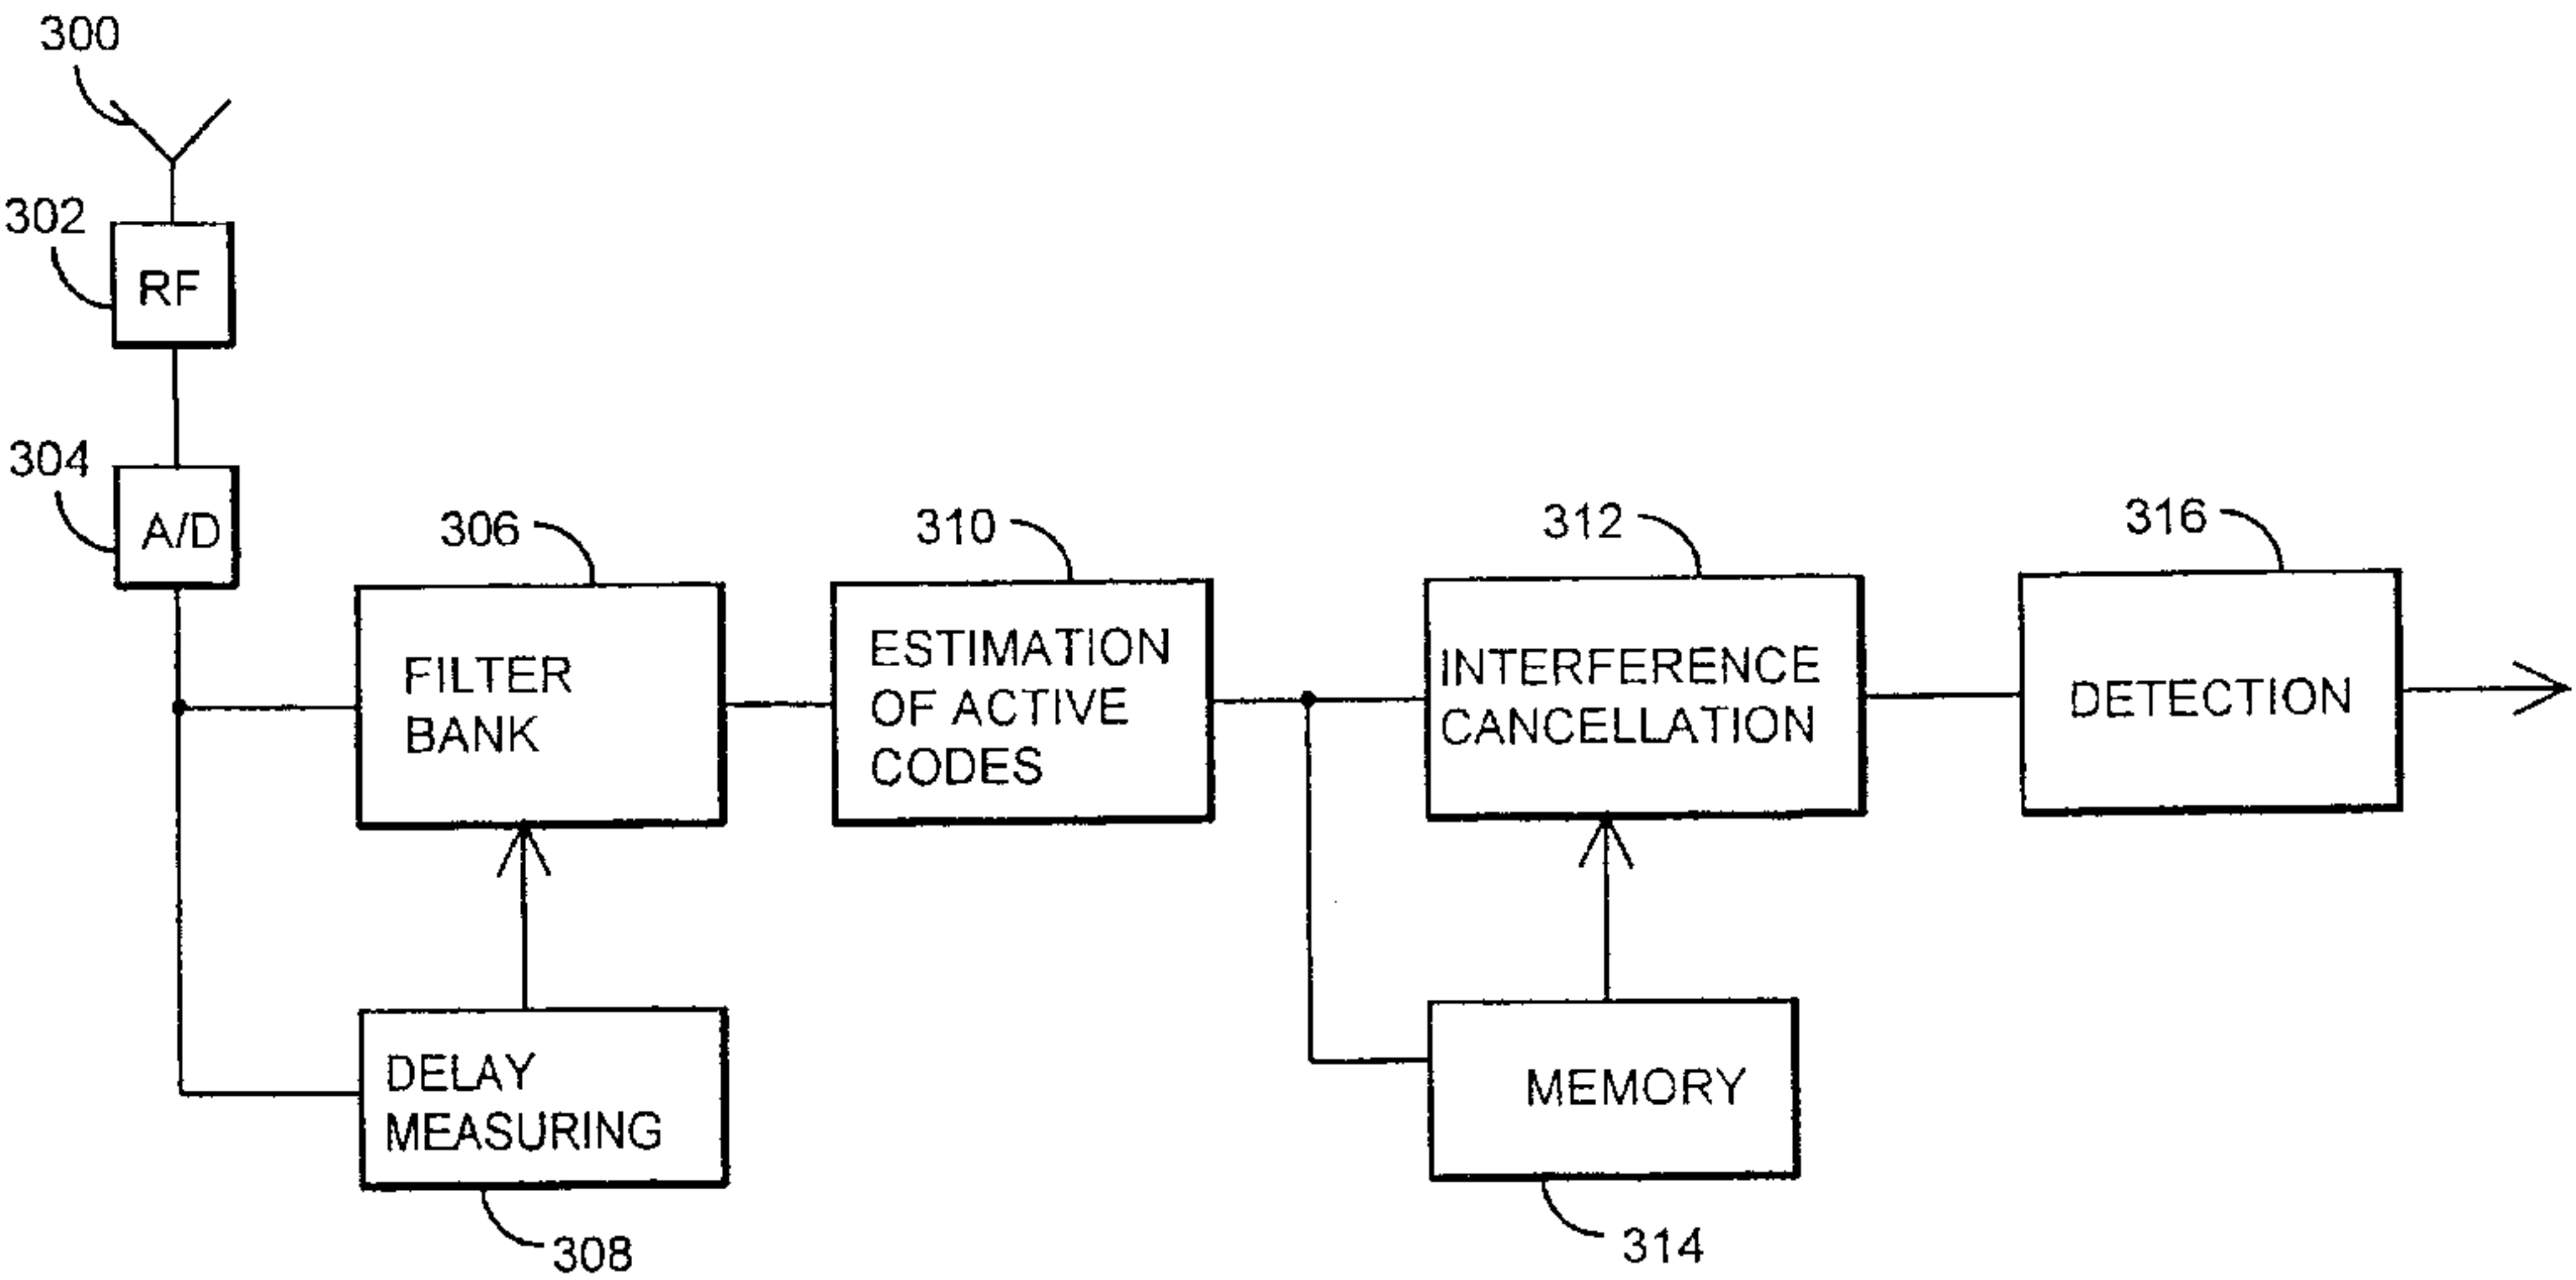 300
302
RF
304
A/D
306
FILTER
BANK
310
ESTIMATION
OF ACTIVE
CODES
312
INTERFERENCE
CANCELLATION
316
DETECTION
DELAY
MEASURING
308
MEMORY
314